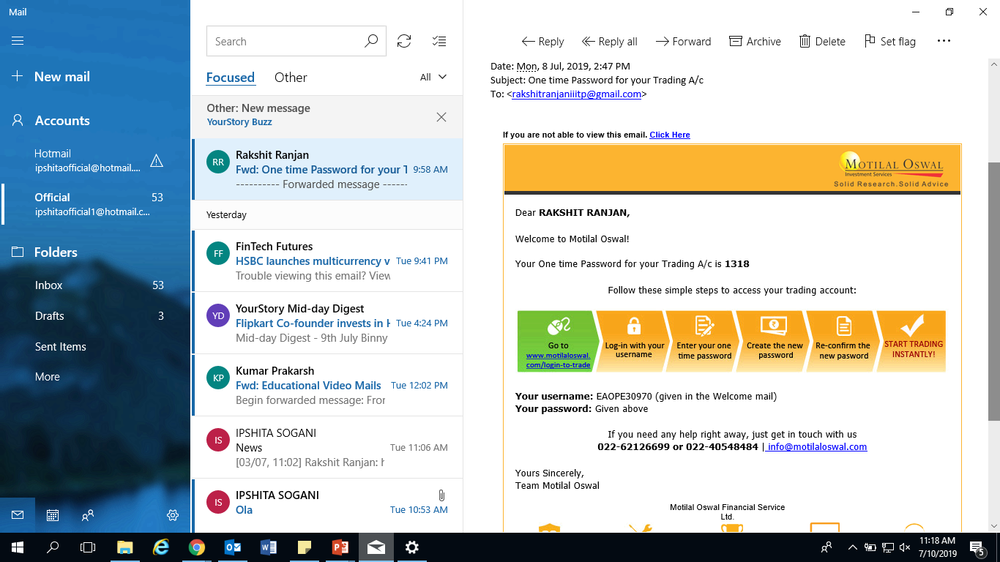 Mail
New mail
Accounts
Hotmail
ipshitaofficial@hotmail....
Official 53
ipshitaofficial1@hotmail.c...
Folders
Inbox 53
Drafts 3
Sent Items
More
Search
Focused Other All
Other: New message
YourStory Buzz
RR
Rakshit Ranjan
Fwd: One time Password for your T 9:58 AM
---------- Forwarded message ------
Yesterday
FF
FinTech Futures
HSBC launches multicurrency v Tue 9:41 PM
Trouble viewing this email? View
YD
YourStory Mid-day Digest
Flipkart Co-founder invests in H Tue 4:24 PM
Mid-day Digest - 9th July Binny
KP
Kumar Prakarsh
Fwd: Educational Video Mails Tue 12:02 PM
Begin forwarded message: Fror
IS
IPSHITA SOGANI
News Tue 11:06 AM
[03/07, 11:02] Rakshit Ranjan: h
IS
IPSHITA SOGANI
Ola Tue 10:53 AM
Reply Reply all Forward Archive Delete Set flag
Date: Mon, 8 Jul, 2019, 2:47 PM
Subject: One time Password for your Trading A/c
To: <rakshitranjaniiitp@gmail.com>
If you are not able to view this email. Click Here
MOTILAL OSWAL
Investment Services
Solid Research. Solid Advice
Dear RAKSHIT RANJAN,
Welcome to Motilal Oswal!
Your One time Password for your Trading A/c is 1318
Follow these simple steps to access your trading account:
Go to
www.motilaloswal.
com/login-to-trade
Log-in with your
username
Enter your one
time pasword
Create the new
password
Re-confirm the
new pasword
START TRADING
INSTANTLY!
Your username: EAOPE30970 (given in the Welcome mail)
Your password: Given above
If you need any help right away, just get in touch with us
022-62126699 or 022-40548484 | info@motilaloswal.com
Yours Sincerely,
Team Motilal Oswal
Motilal Oswal Financial Service
Ltd.
11:18 AM
7/10/2019
5